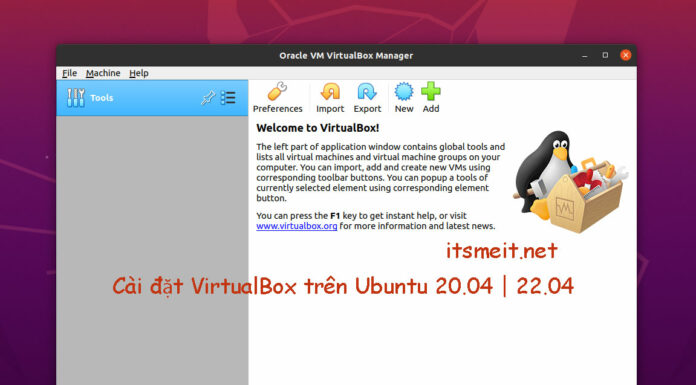 Oracle VM VirtualBox Manager
File Machine Help
Tools
Preferences Import Export New Add
Welcome to VirtualBox!
The left part of application window contains global tools and
lists all virtual machines and virtual machine groups on your
computer. You can import, add and create new VMs using
corresponding toolbar buttons. You can popup a tools of
currently selected element using corresponding element
button.
You can press the F1 key to get instant help, or visit
www.virtualbox.org for more information and latest news.
itsmeit.net
Cài đặt VirtualBox trên Ubuntu 20.04 | 22.04